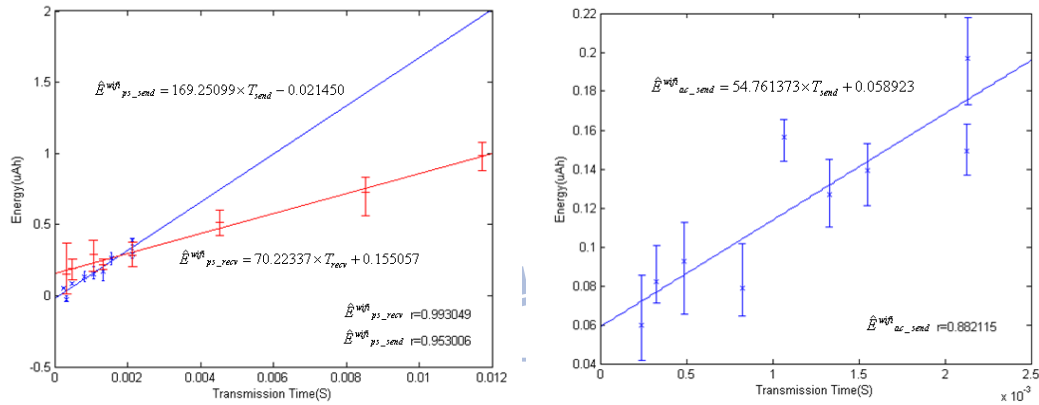 2
1.5
1
0.5
0
-0.5
Energy(uAh)
Ê^wifi_ps_send = 169.25099×T_send − 0.021450
Ê^wifi_ps_recv = 70.22337×T_recv + 0.155057
Ê^wifi_ps_recv r=0.993049
Ê^wifi_ps_send r=0.953006
0 0.002 0.004 0.006 0.008 0.01 0.012
Transmission Time(S)
0.22
0.2
0.18
0.16
0.14
0.12
0.1
0.08
0.06
0.04
Energy(uAh)
Ê^wifi_ac_send = 54.761373×T_send + 0.058923
Ê^wifi_ac_send r=0.882115
0 0.5 1 1.5 2 2.5
Transmission Time(S)
x 10^-3